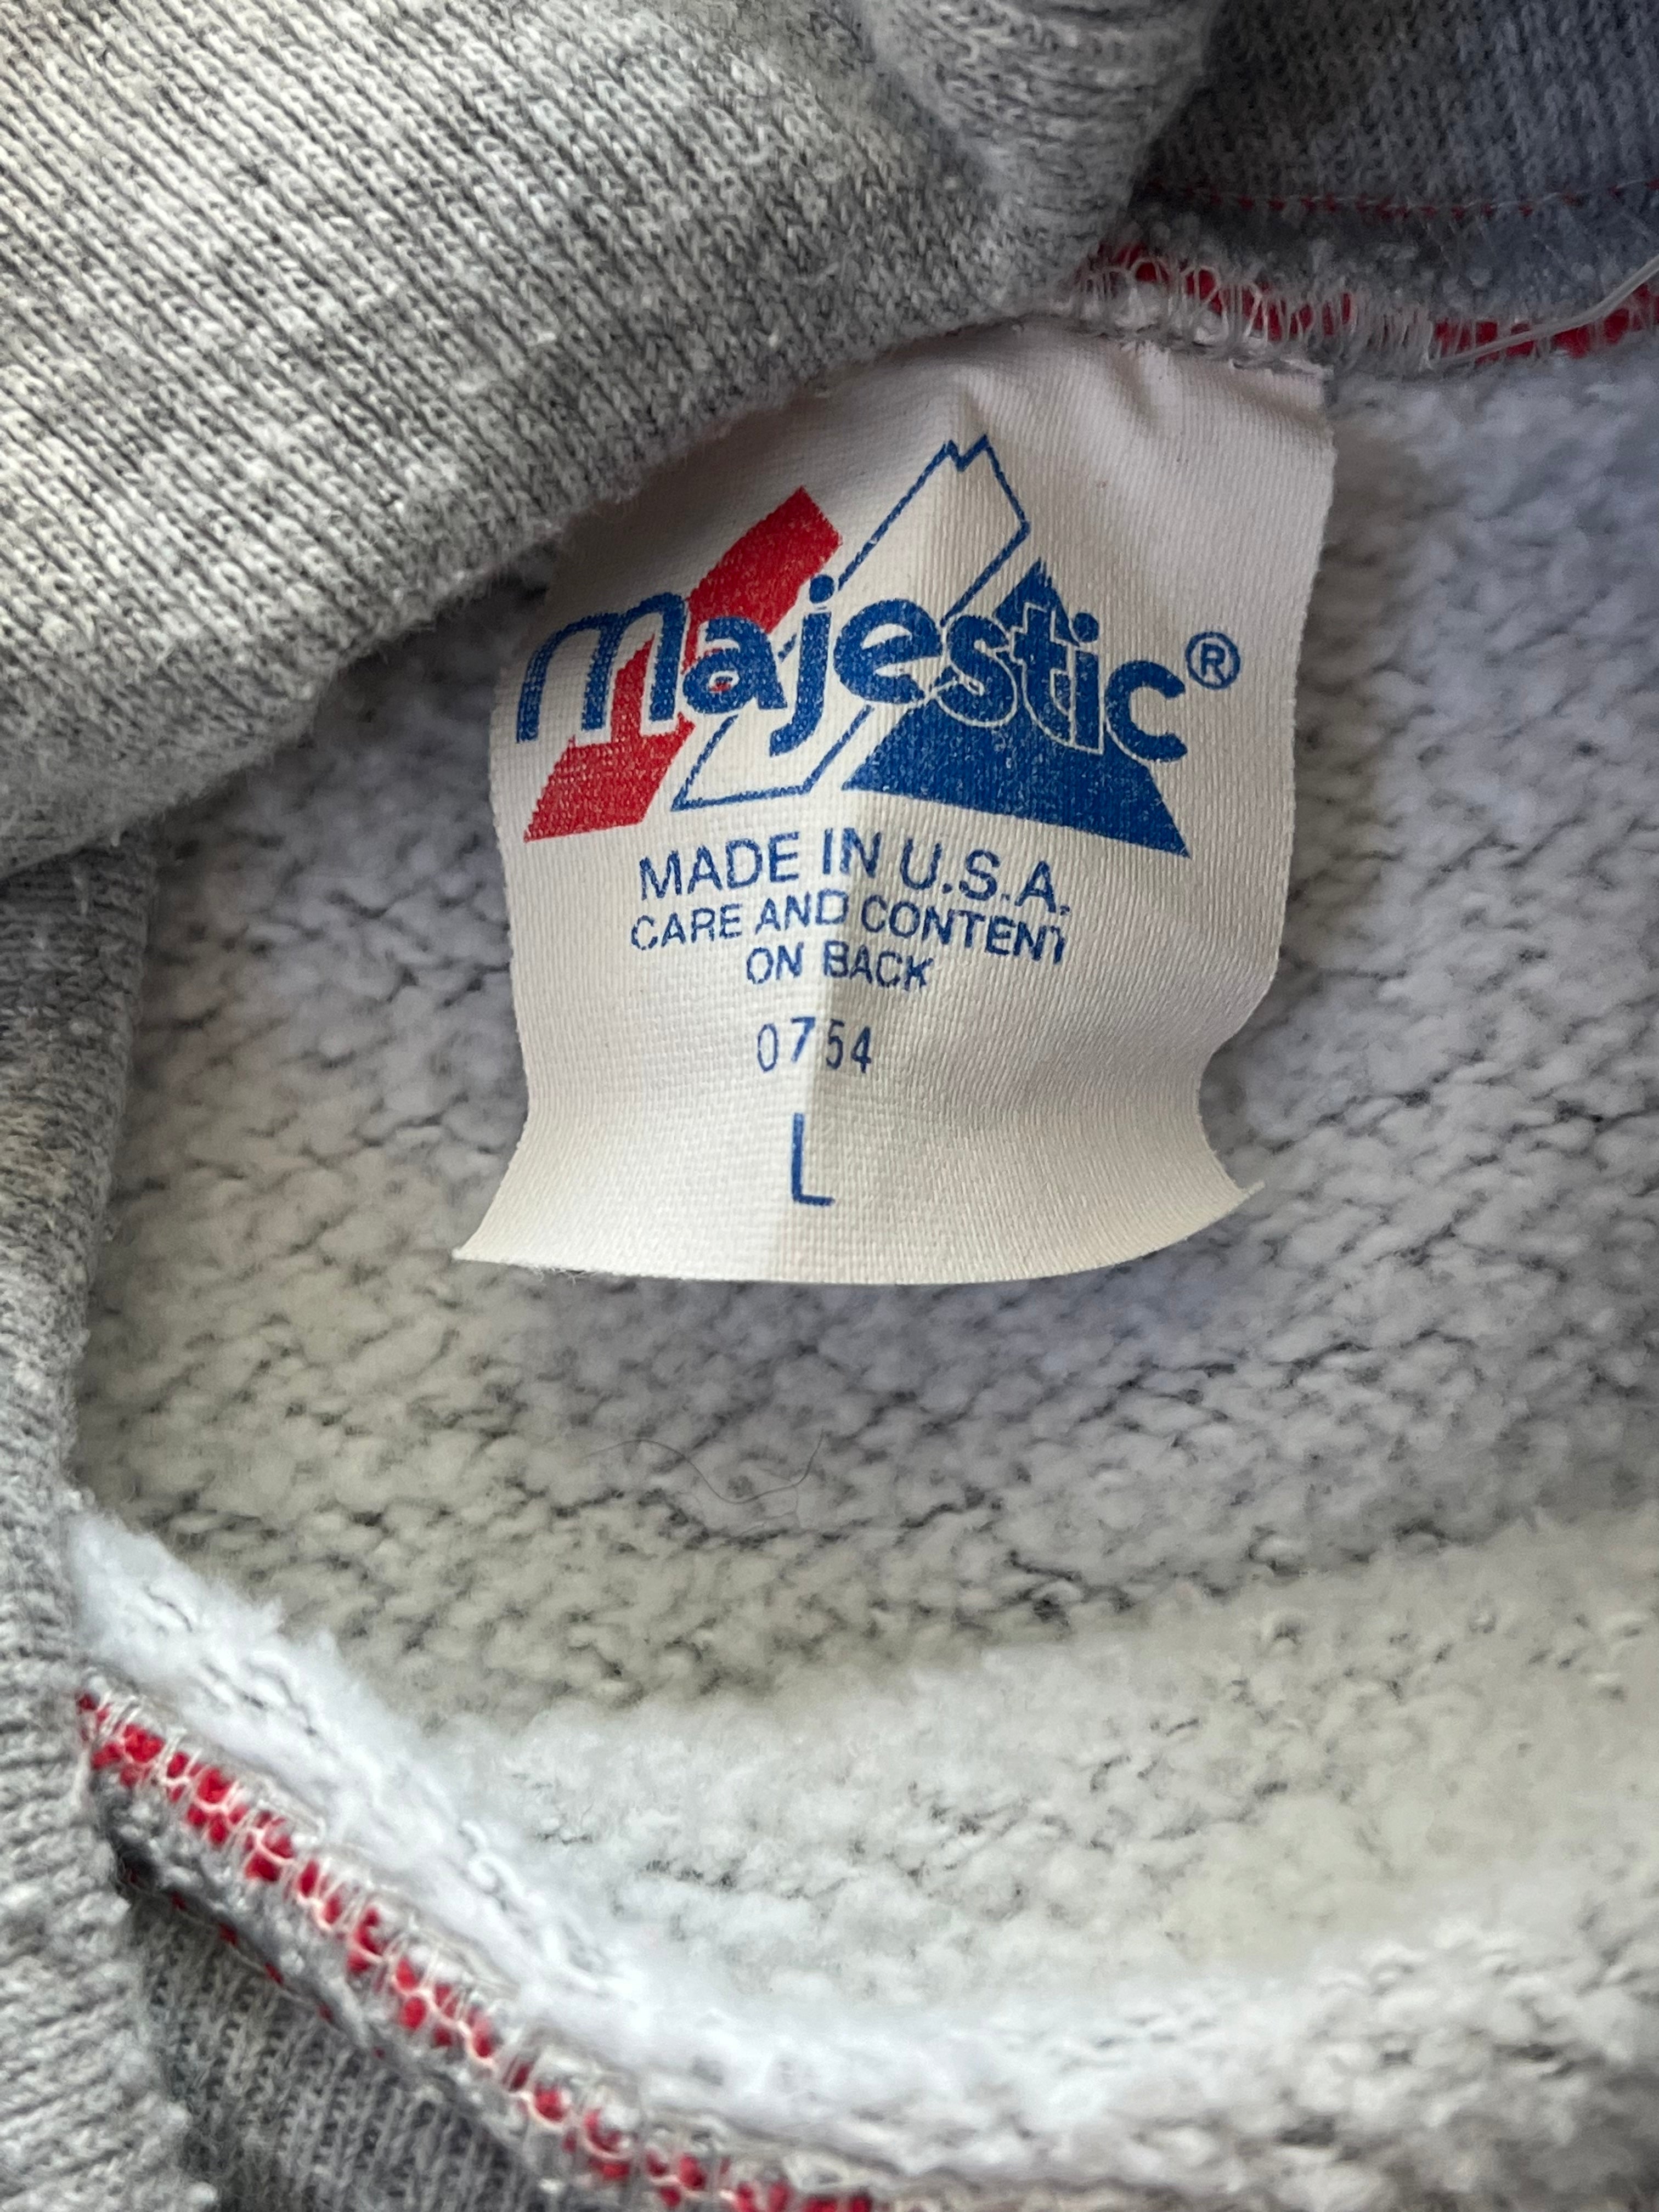 majestic®
MADE IN U.S.A.
CARE AND CONTENT
ON BACK
0754
L